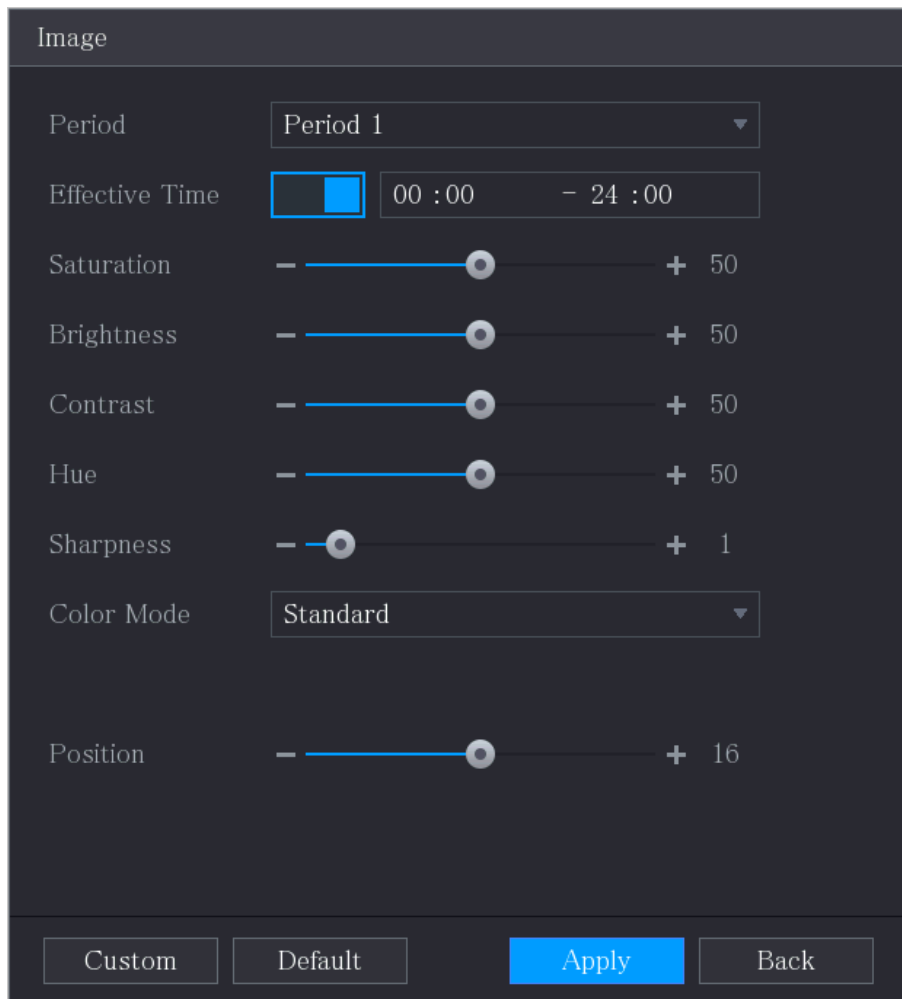 Image
Period Period 1
Effective Time 00 :00 - 24 :00
Saturation 50
Brightness 50
Contrast 50
Hue 50
Sharpness 1
Color Mode Standard
Position 16
Custom Default Apply Back